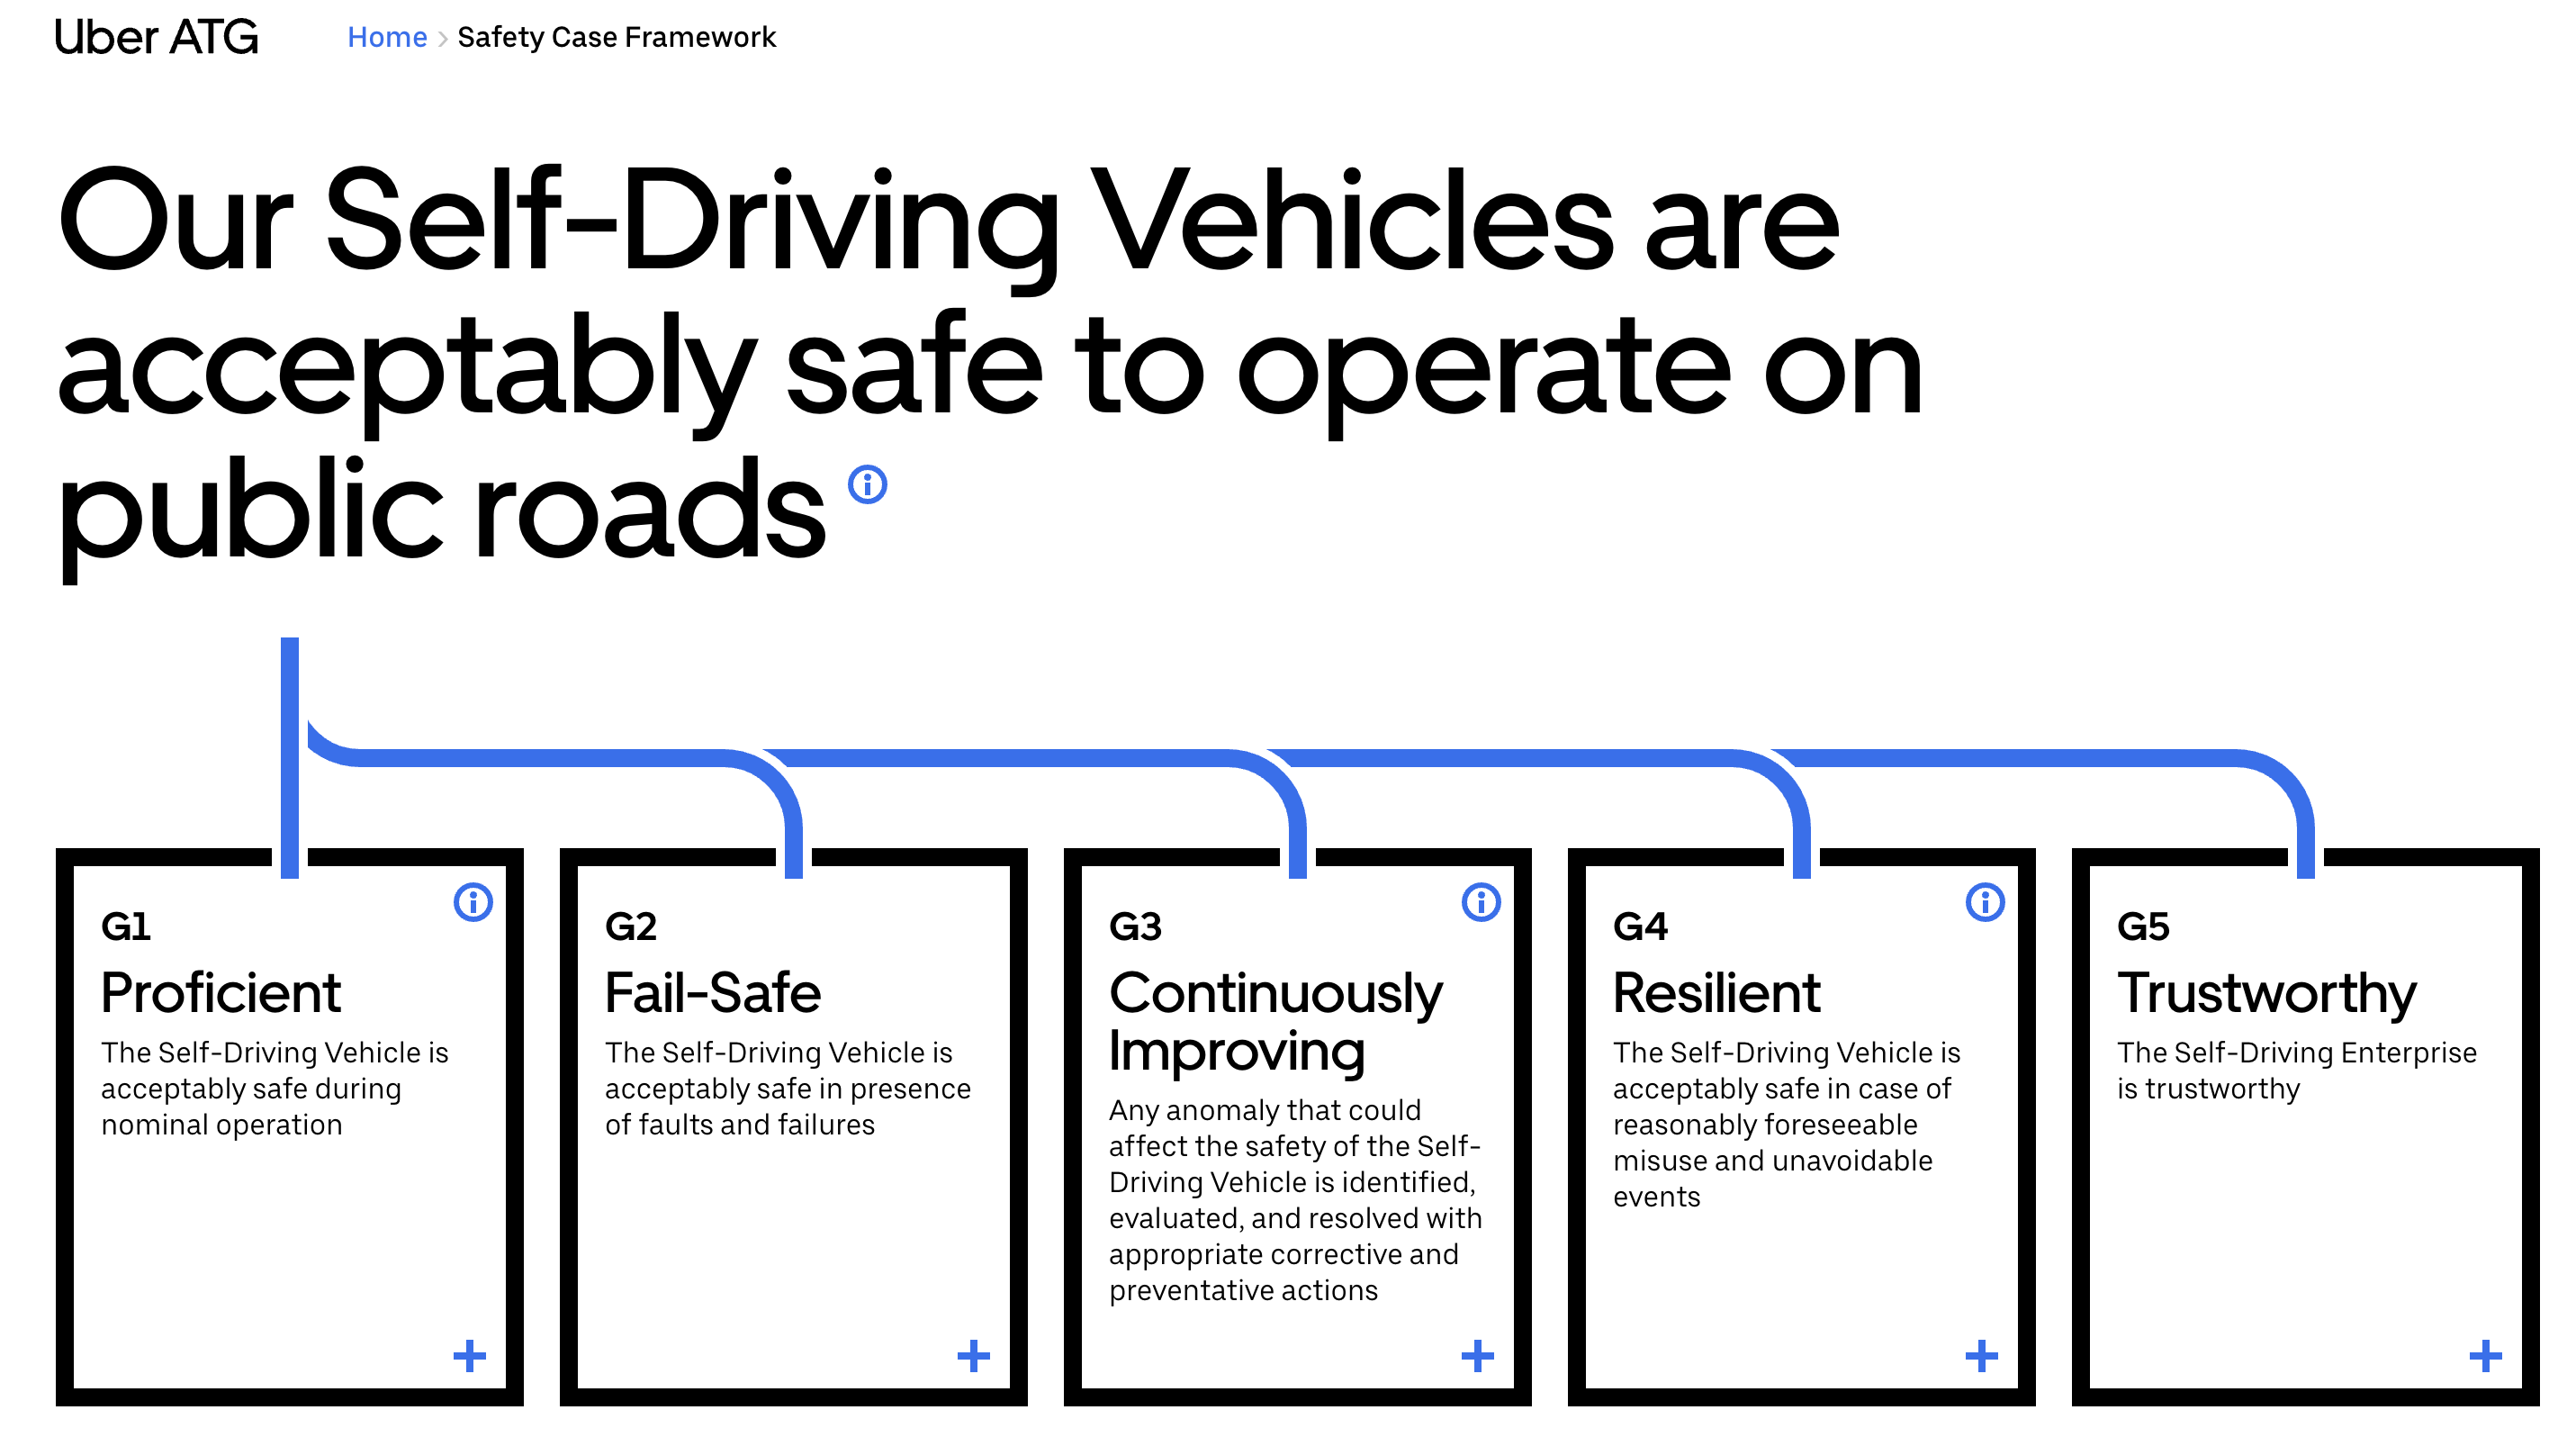 Uber ATG
Home > Safety Case Framework
Our Self-Driving Vehicles are
acceptably safe to operate on
public roads
G1
Proficient
The Self-Driving Vehicle is
acceptably safe during
nominal operation
G2
Fail-Safe
The Self-Driving Vehicle is
acceptably safe in presence
of faults and failures
G3
Continuously
Improving
Any anomaly that could
affect the safety of the Self-
Driving Vehicle is identified,
evaluated, and resolved with
appropriate corrective and
preventative actions
G4
Resilient
The Self-Driving Vehicle is
acceptably safe in case of
reasonably foreseeable
misuse and unavoidable
events
G5
Trustworthy
The Self-Driving Enterprise
is trustworthy